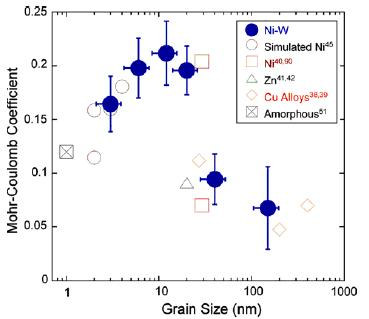 0.25
0.2
0.15
0.1
0.05
0
Mohr-Coulomb Coefficient
Ni-W
Simulated Ni45
Ni40,90
Zn41,42
Cu Alloys38,39
Amorphous51
1 10 100 1000
Grain Size (nm)